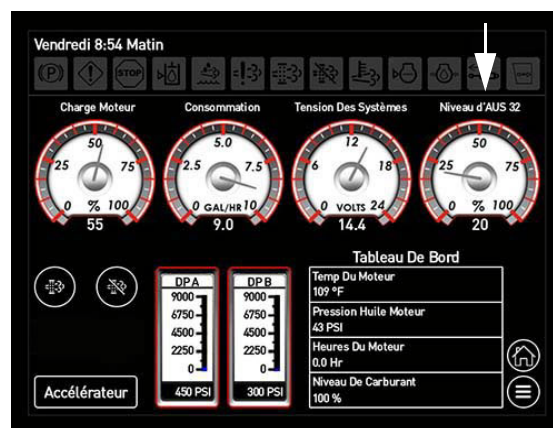 Vendredi 8:54 Matin
(P) STOP
Charge Moteur Consommation Tension Des Systèmes Niveau d'AUS 32
50 5.0 12 50
25 75 2.5 7.5 6 18 25 75
0 % 100 0 GAL/HR 10 0 VOLTS 24 0 % 100
55 9.0 14.4 20
Tableau De Bord
DPA DPB
9000 9000
6750 6750
4500 4500
2250 2250
0 0
450 PSI 300 PSI
Temp Du Moteur
109 °F
Pression Huile Moteur
43 PSI
Heures Du Moteur
0.0 Hr
Niveau De Carburant
100 %
Accélérateur